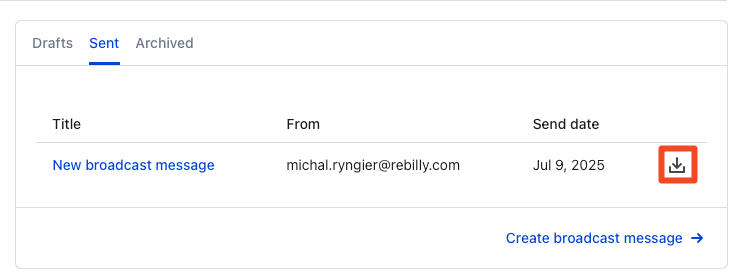 Drafts Sent Archived
Title From Send date
New broadcast message michal.ryngier@rebilly.com Jul 9, 2025
Create broadcast message →